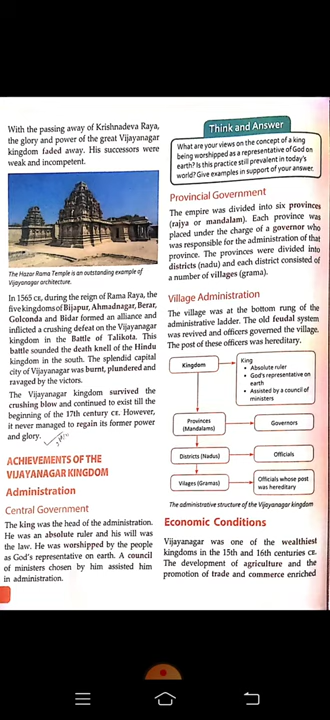 With the passing away of Krishnadeva Raya,
the glory and power of the great Vijayanagar
kingdom faded away. His successors were
weak and incompetent.
The Hazar Rama Temple is an outstanding example of
Vijayanagar architecture.
In 1565 CE, during the reign of Rama Raya, the
five kingdoms of Bijapur, Ahmadnagar, Berar,
Golconda and Bidar formed an alliance and
inflicted a crushing defeat on the Vijayanagar
kingdom in the Battle of Talikota. This
battle sounded the death knell of the Hindu
kingdom in the south. The splendid capital
city of Vijayanagar was burnt, plundered and
ravaged by the victors.
The Vijayanagar kingdom survived the
crushing blow and continued to exist till the
beginning of the 17th century CE. However,
it never managed to regain its former power
and glory.
ACHIEVEMENTS OF THE
VIJAYANAGAR KINGDOM
Administration
Central Government
The king was the head of the administration.
He was an absolute ruler and his will was
the law. He was worshipped by the people
as God's representative on earth. A council
of ministers chosen by him assisted him
in administration.
Think and Answer
What are your views on the concept of a king
being worshipped as a representative of God on
earth? Is this practice still prevalent in today's
world? Give examples in support of your answer.
Provincial Government
The empire was divided into six provinces
(rajya or mandalam). Each province was
placed under the charge of a governor who
was responsible for the administration of that
province. The provinces were divided into
districts (nadu) and each district consisted of
a number of villages (grama).
Village Administration
The village was at the bottom rung of the
administrative ladder. The old feudal system
was revived and officers governed the village.
The post of these officers was hereditary.
Kingdom
King
• Absolute ruler
• God's representative on
earth
• Assisted by a council of
ministers
Provinces
(Mandalams)
Governors
Districts (Nadus)
Officials
Vilages (Gramas)
Officials whose post
was hereditary
The administrative structure of the Vijayanagar kingdom
Economic Conditions
Vijayanagar was one of the wealthiest
kingdoms in the 15th and 16th centuries CE.
The development of agriculture and the
promotion of trade and commerce enriched